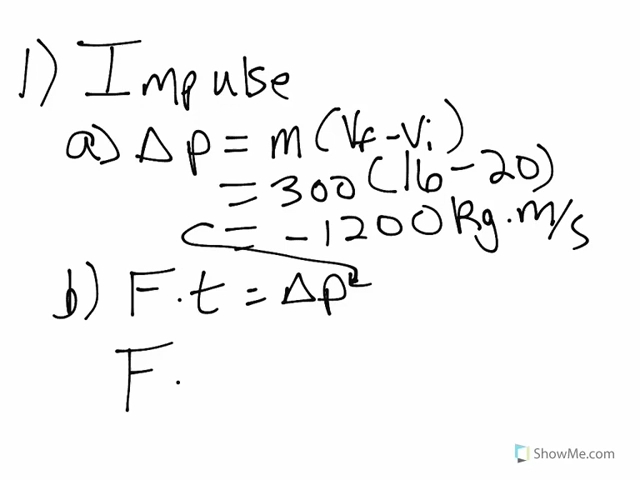 1) Impulse
a) Δp = m(Vf - Vi)
= 300(16 - 20)
= -1200 kg.m/s
b) F.t = Δp
F.
ShowMe.com